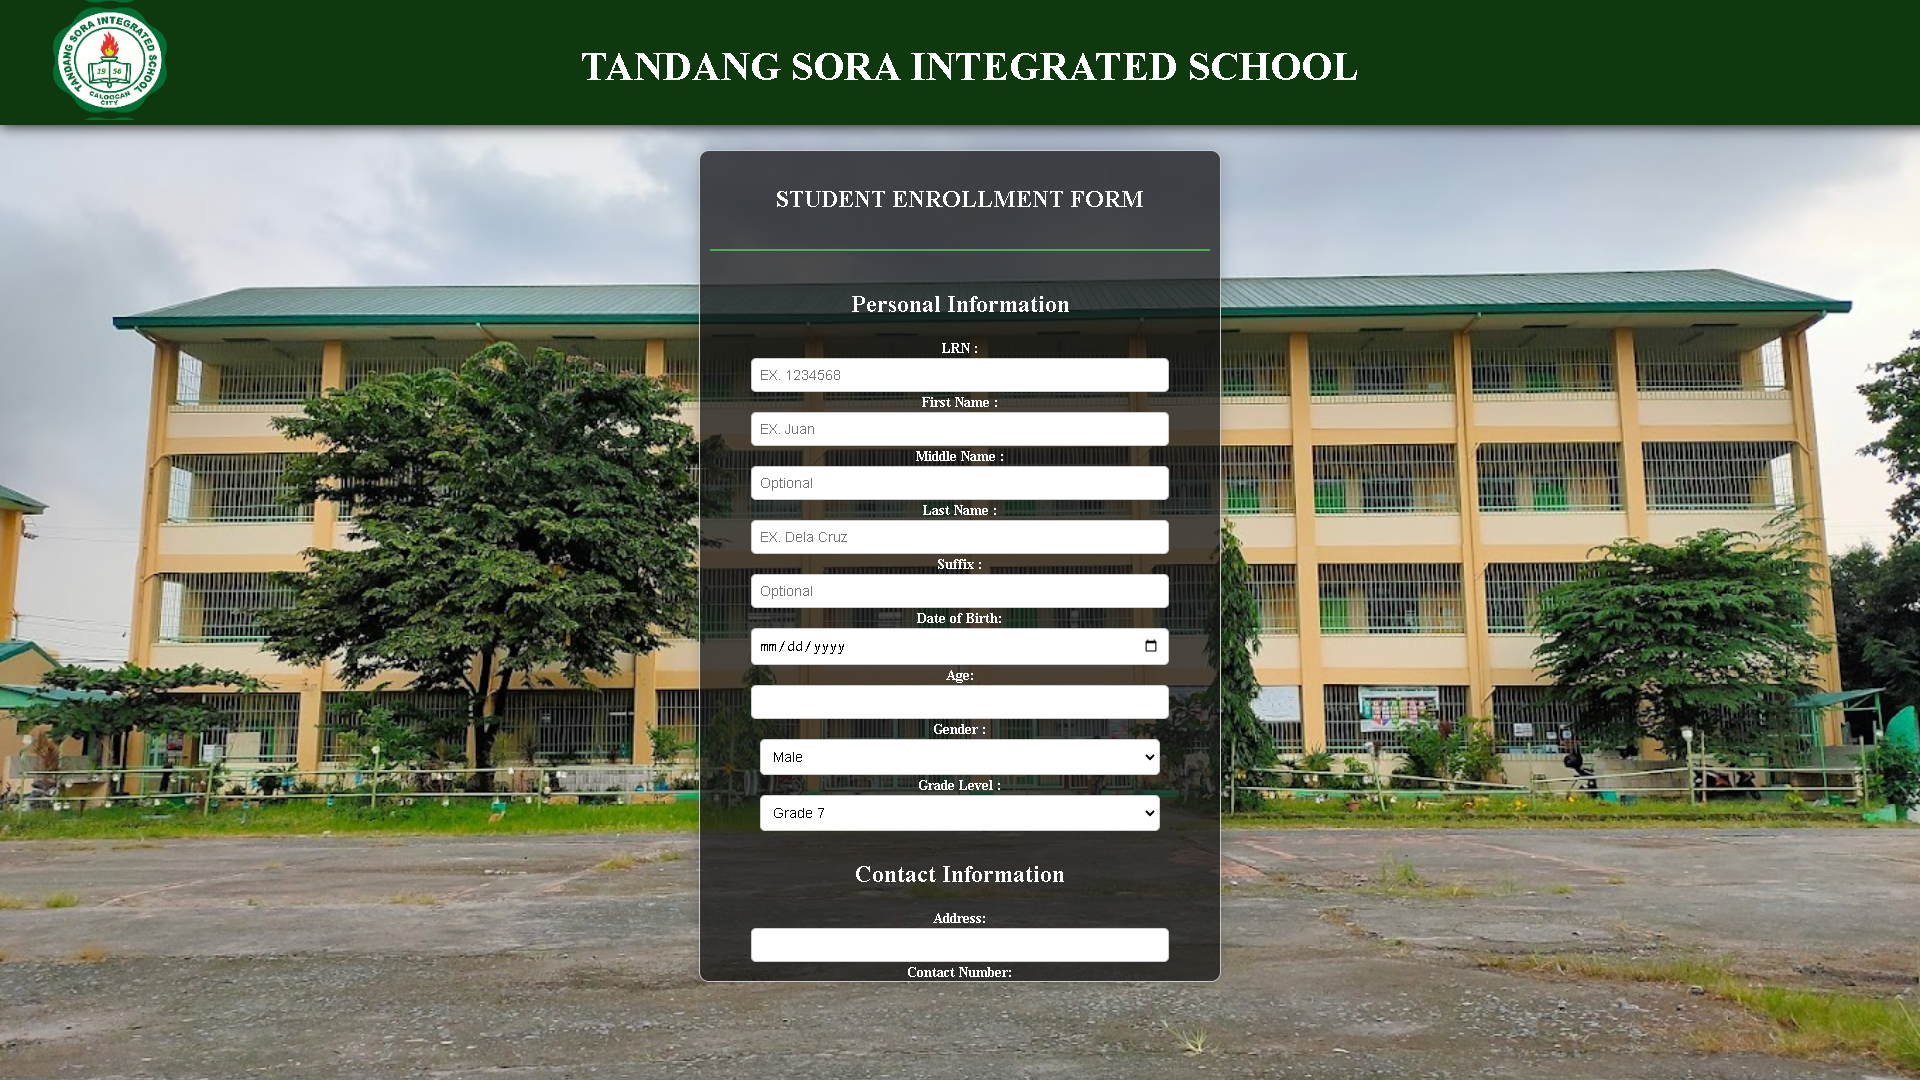 TANDANG SORA INTEGRATED SCHOOL
19 56
CALOOCAN
CITY
TANDANG SORA INTEGRATED SCHOOL
STUDENT ENROLLMENT FORM
Personal Information
LRN :
EX. 1234568
First Name :
EX. Juan
Middle Name :
Optional
Last Name :
EX. Dela Cruz
Suffix :
Optional
Date of Birth:
mm/dd/yyyy
Age:
Gender :
Male
Grade Level :
Grade 7
Contact Information
Address:
Contact Number: